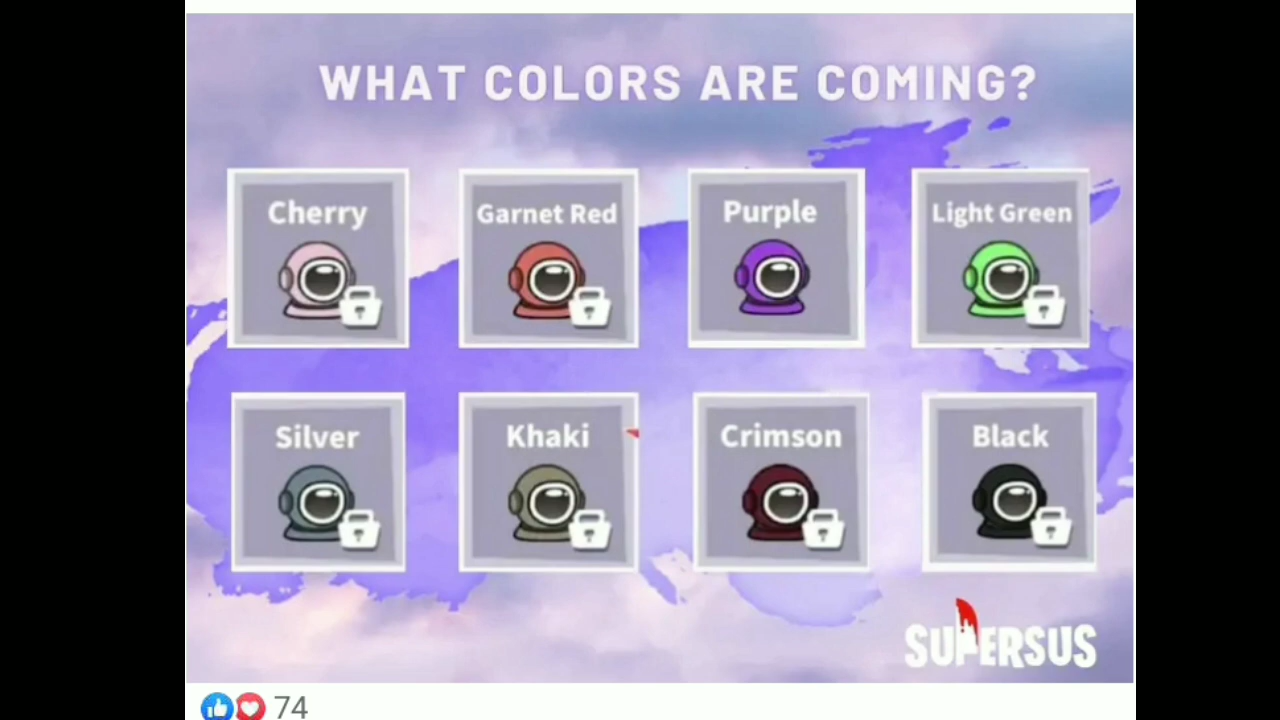 WHAT COLORS ARE COMING?
Cherry
Garnet Red
Purple
Light Green
Silver
Khaki
Crimson
Black
SUPERSUS
74